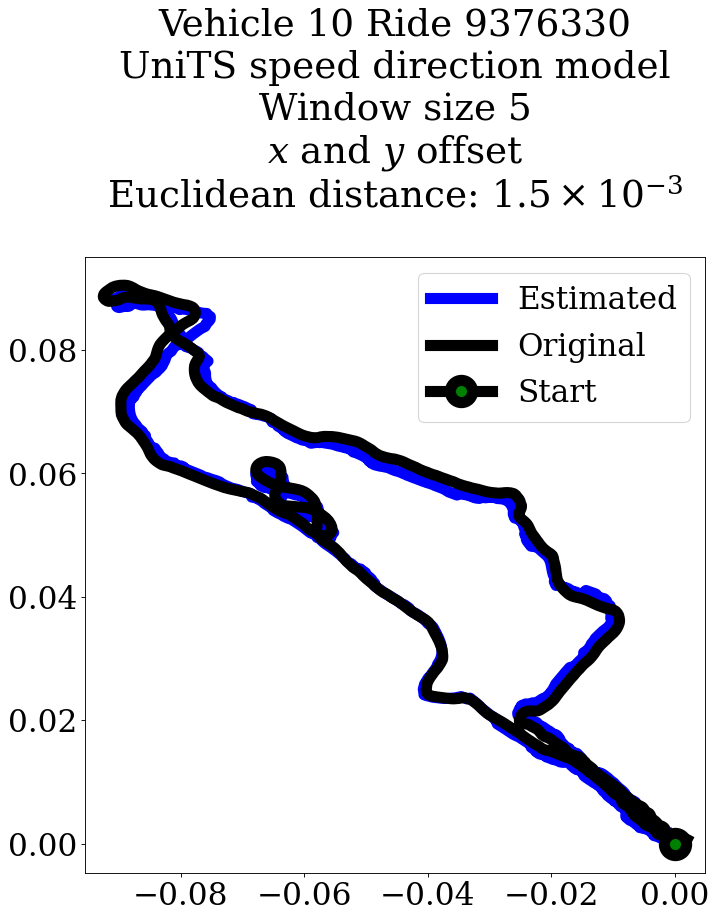 Vehicle 10 Ride 9376330
UniTS speed direction model
Window size 5
x and y offset
Euclidean distance: 1.5 × 10⁻³
Estimated
Original
Start
0.08
0.06
0.04
0.02
0.00
−0.08 −0.06 −0.04 −0.02 0.00